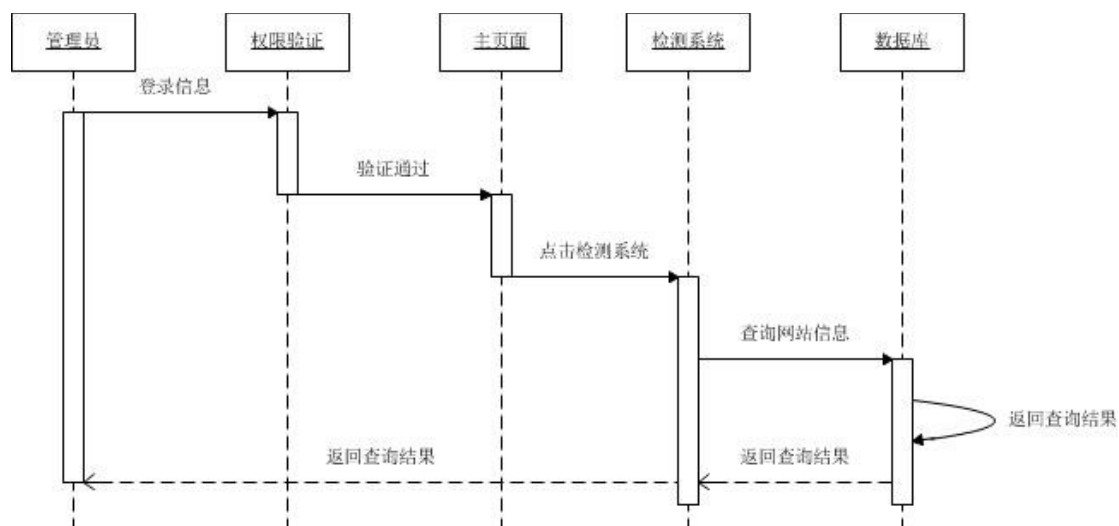 管理员
权限验证
主页面
检测系统
数据库
登录信息
验证通过
点击检测系统
查询网站信息
返回查询结果
返回查询结果
返回查询结果